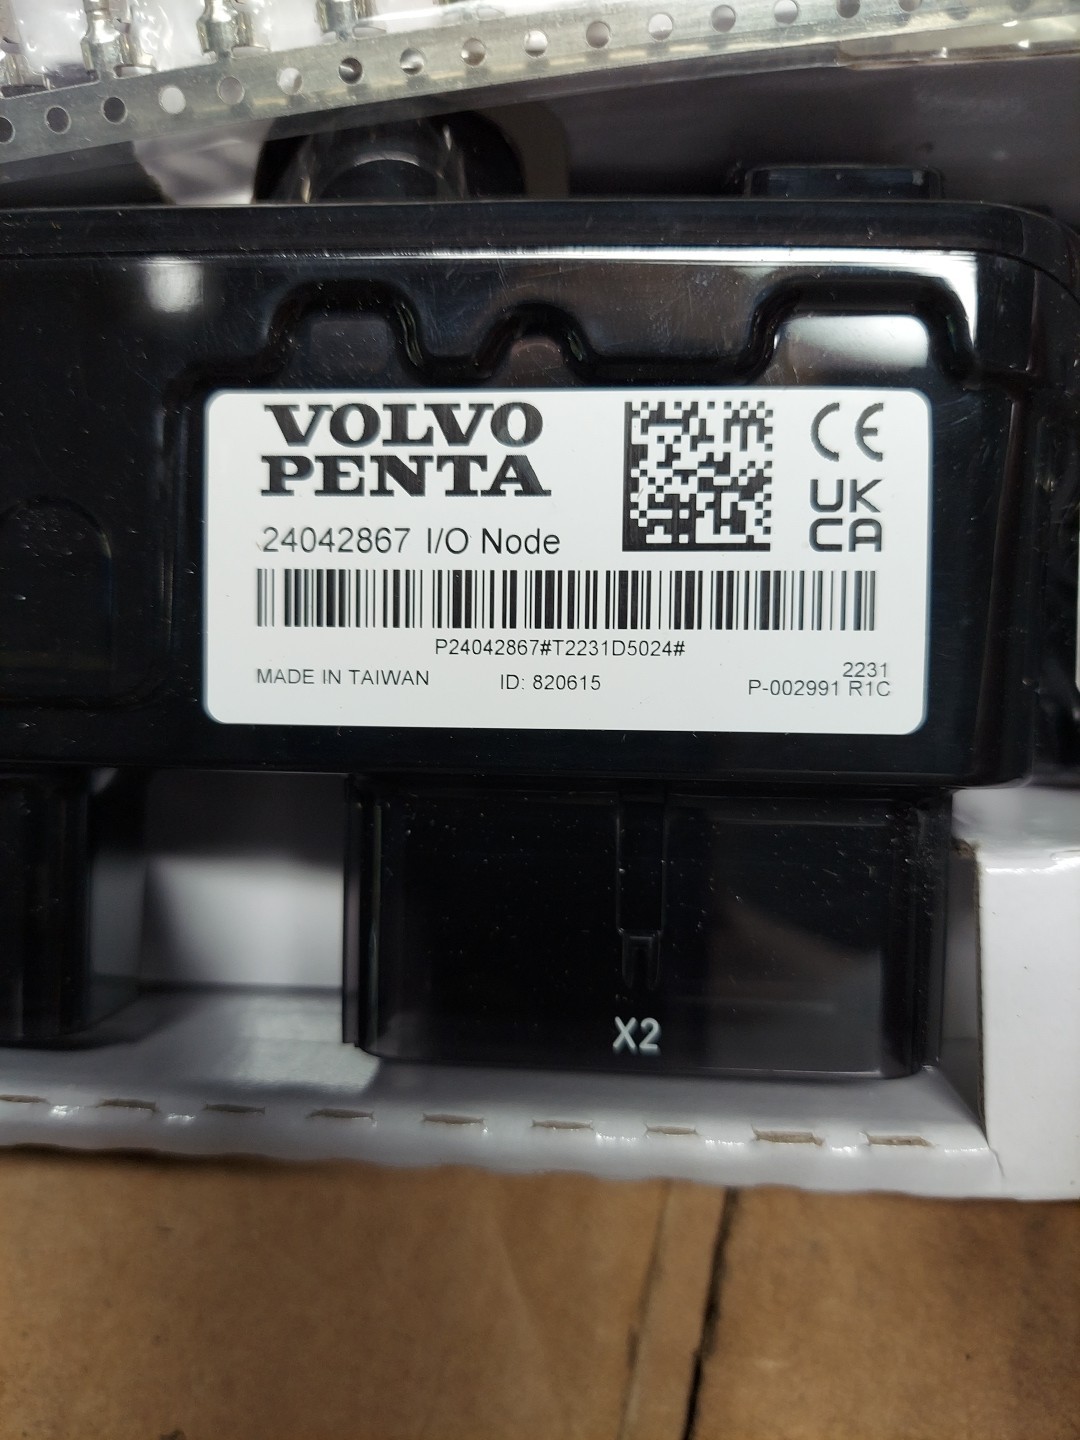 VOLVO
PENTA
24042867 I/O Node
CE
UK
CA
P24042867#T2231D5024#
MADE IN TAIWAN
ID: 820615
2231
P-002991 R1C
X2